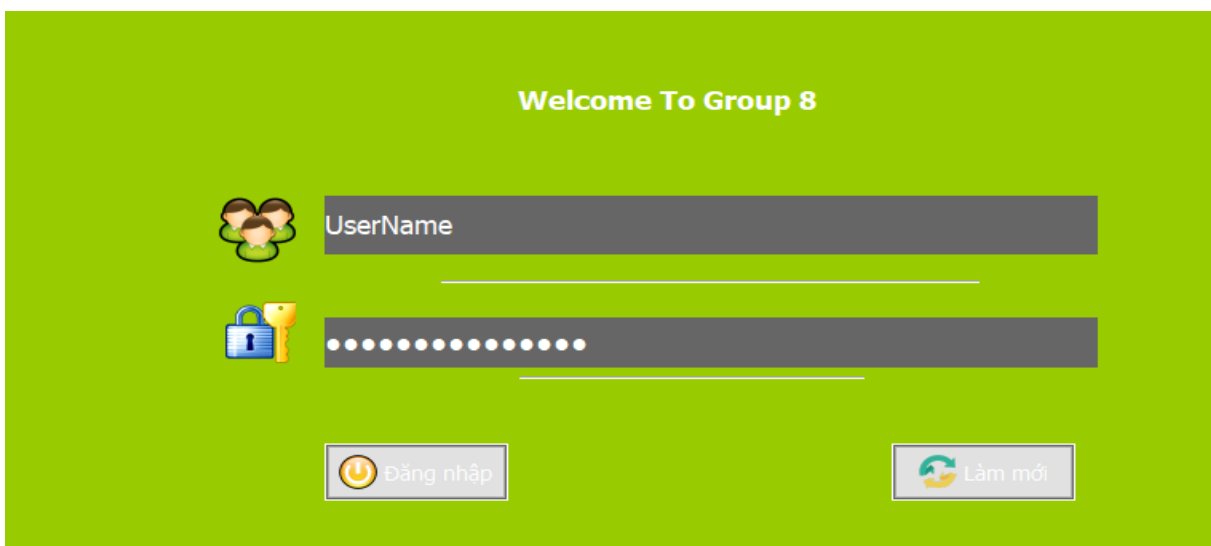 Welcome To Group 8
UserName
●●●●●●●●●●●●●●●
Đăng nhập
Làm mới